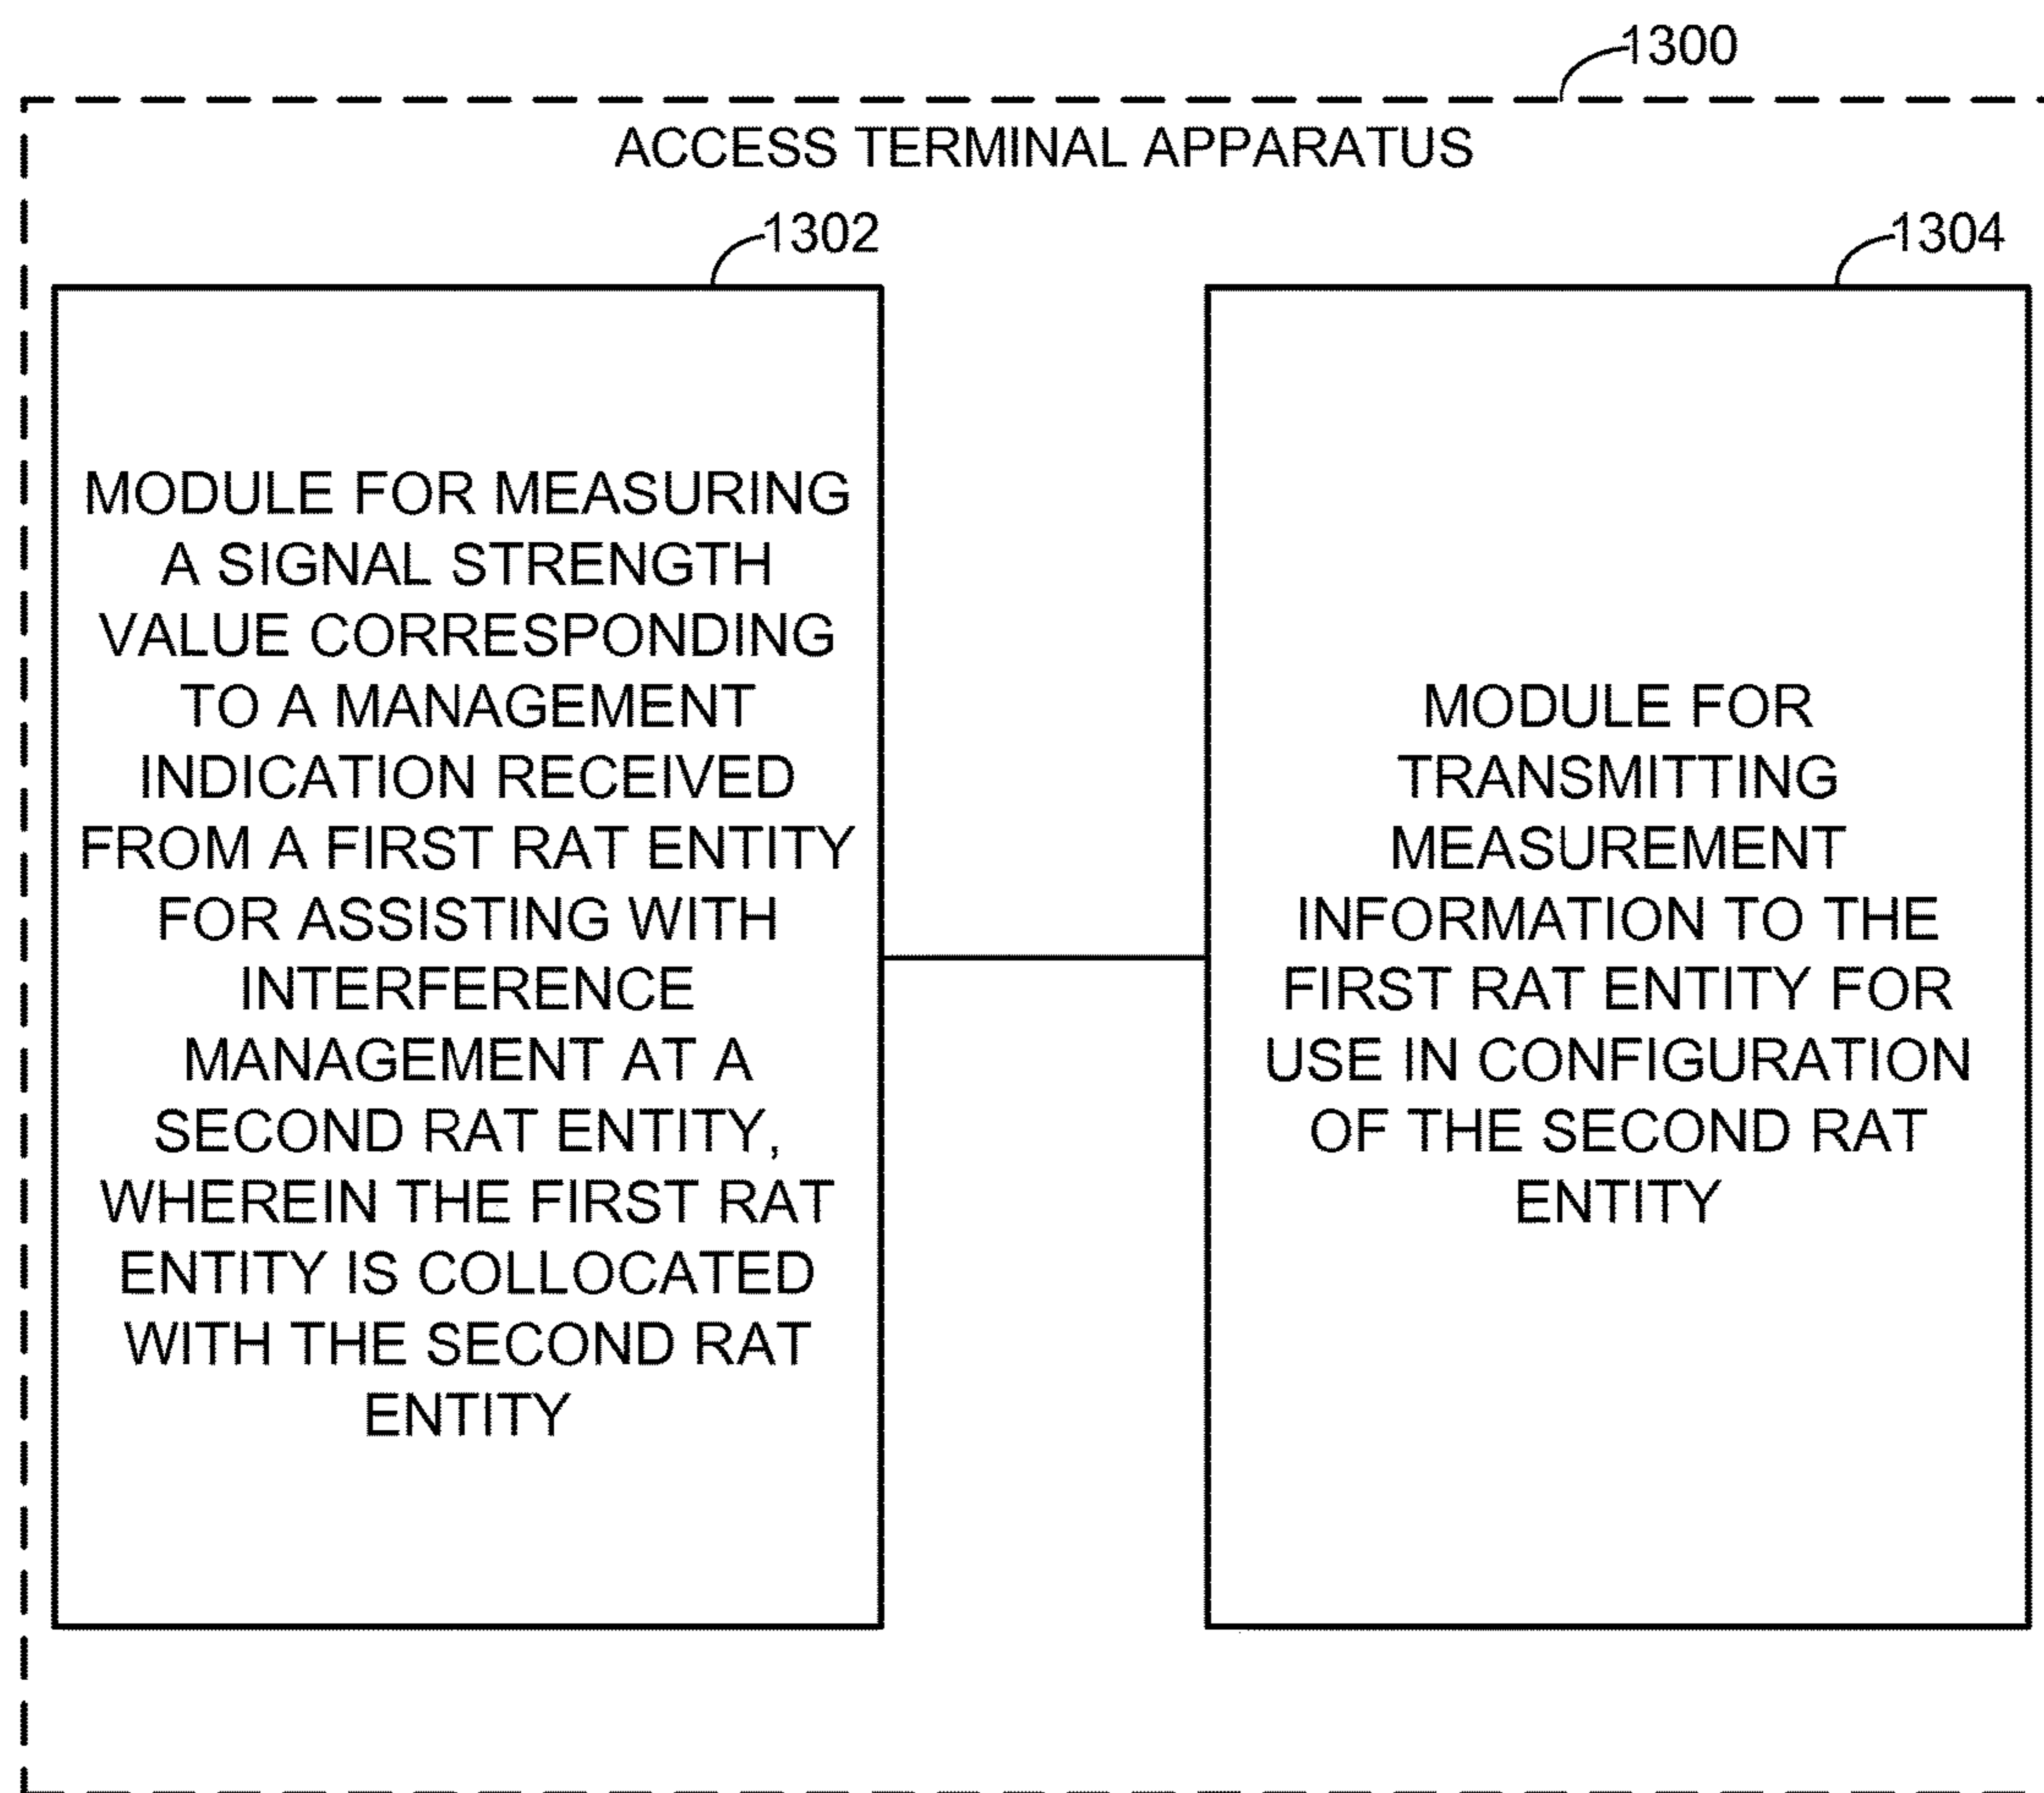 1300
ACCESS TERMINAL APPARATUS
1302
1304
MODULE FOR MEASURING
A SIGNAL STRENGTH
VALUE CORRESPONDING
TO A MANAGEMENT
INDICATION RECEIVED
FROM A FIRST RAT ENTITY
FOR ASSISTING WITH
INTERFERENCE
MANAGEMENT AT A
SECOND RAT ENTITY,
WHEREIN THE FIRST RAT
ENTITY IS COLLOCATED
WITH THE SECOND RAT
ENTITY
MODULE FOR
TRANSMITTING
MEASUREMENT
INFORMATION TO THE
FIRST RAT ENTITY FOR
USE IN CONFIGURATION
OF THE SECOND RAT
ENTITY